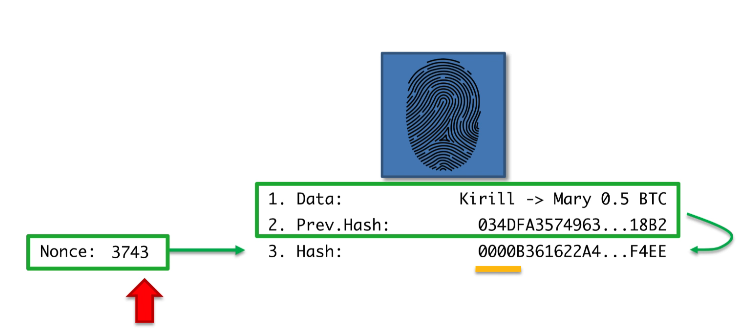 1. Data: Kirill -> Mary 0.5 BTC
2. Prev.Hash: 034DFA3574963...18B2
Nonce: 3743
3. Hash: 0000B361622A4...F4EE